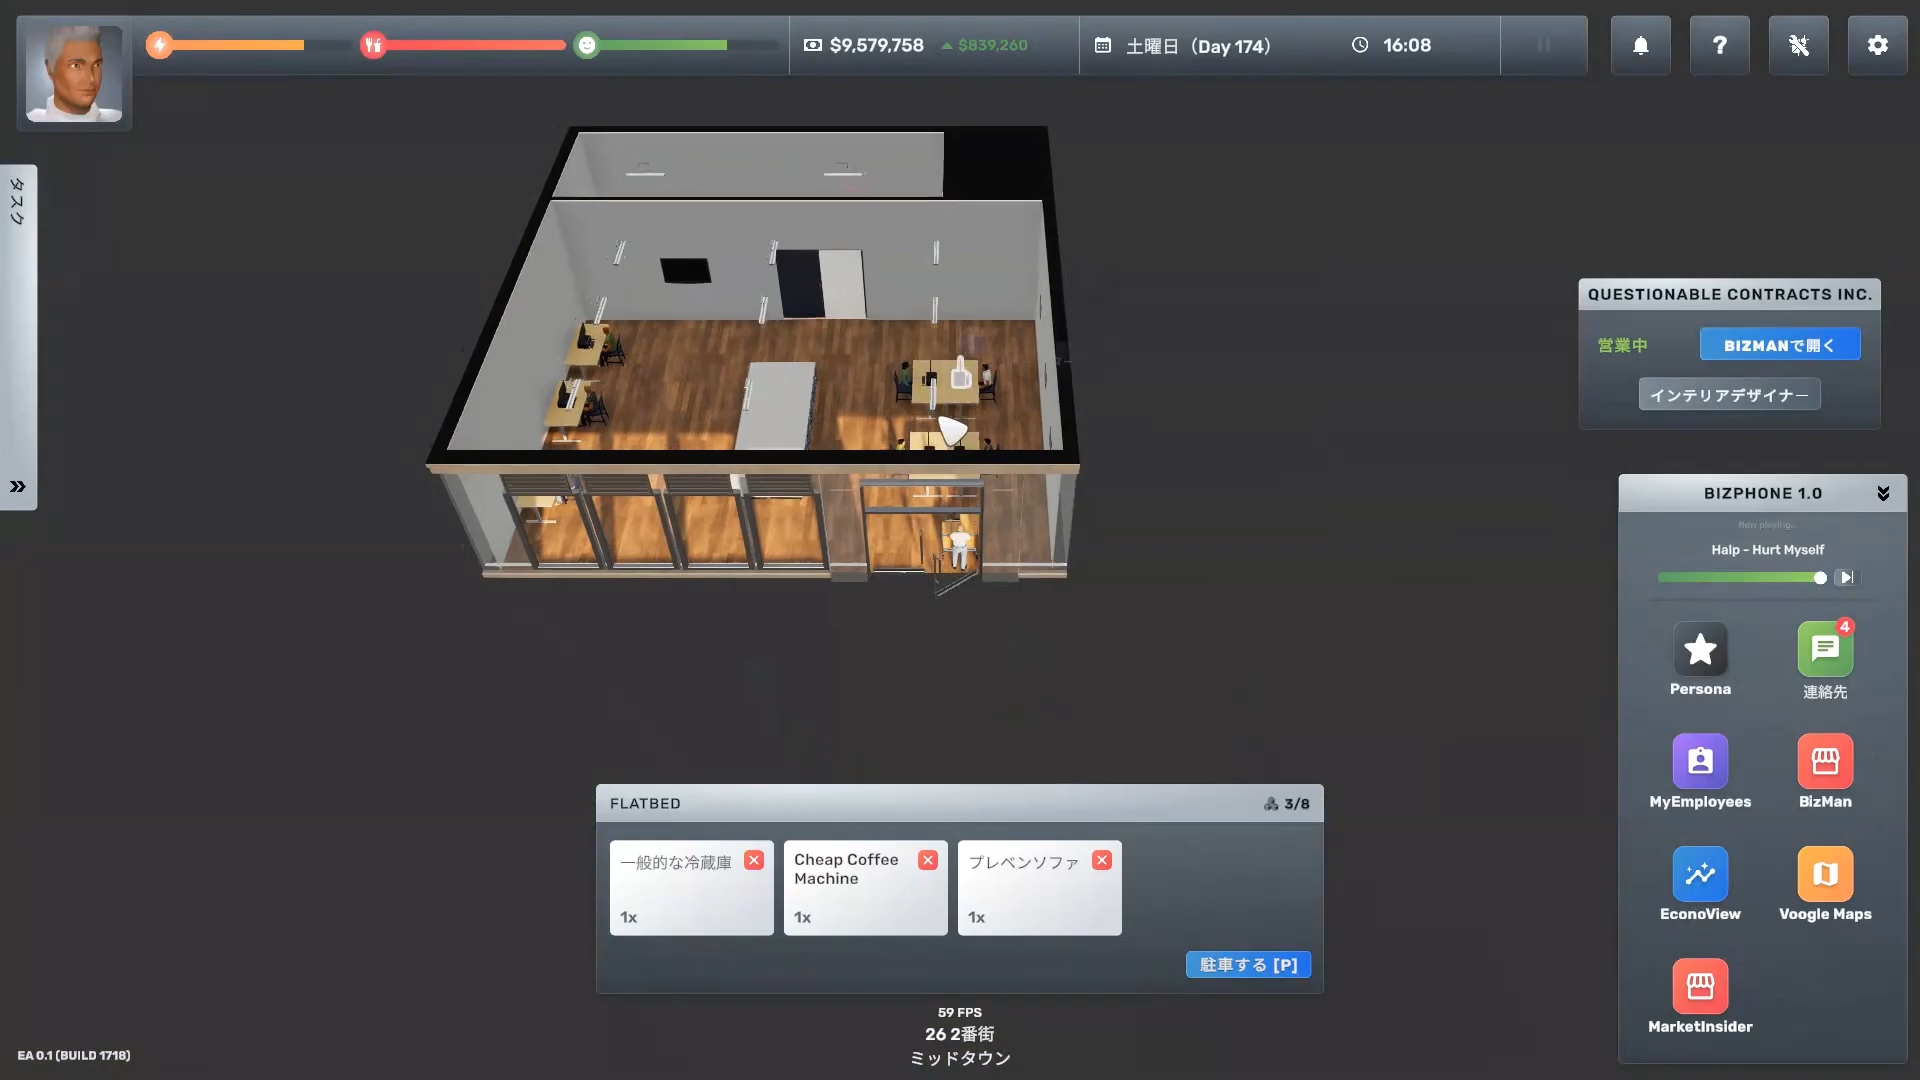 $9,579,758
$839,260
土曜日 (Day 174)
16:08
?
タスク
QUESTIONABLE CONTRACTS INC.
営業中
BIZMANで開く
インテリアデザイナー
BIZPHONE 1.0
Now playing...
Halp - Hurt Myself
4
Persona
連絡先
MyEmployees
BizMan
EconoView
Voogle Maps
MarketInsider
FLATBED
3/8
一般的な冷蔵庫
1x
Cheap Coffee
Machine
1x
プレベンソファ
1x
駐車する [P]
59 FPS
26 2番街
ミッドタウン
EA 0.1 (BUILD 1718)